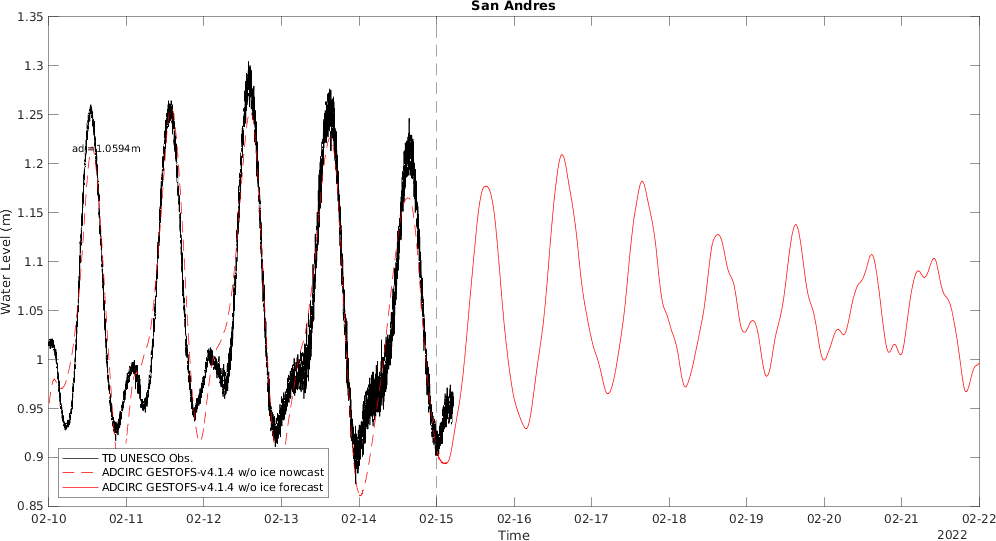 San Andres
1.35
1.3
1.25
1.2
1.15
1.1
1.05
1
0.95
0.9
0.85
Water Level (m)
ad= 1.0594m
TD UNESCO Obs.
ADCIRC GESTOFS-v4.1.4 w/o ice nowcast
ADCIRC GESTOFS-v4.1.4 w/o ice forecast
02-10 02-11 02-12 02-13 02-14 02-15 02-16 02-17 02-18 02-19 02-20 02-21 02-22
Time
2022